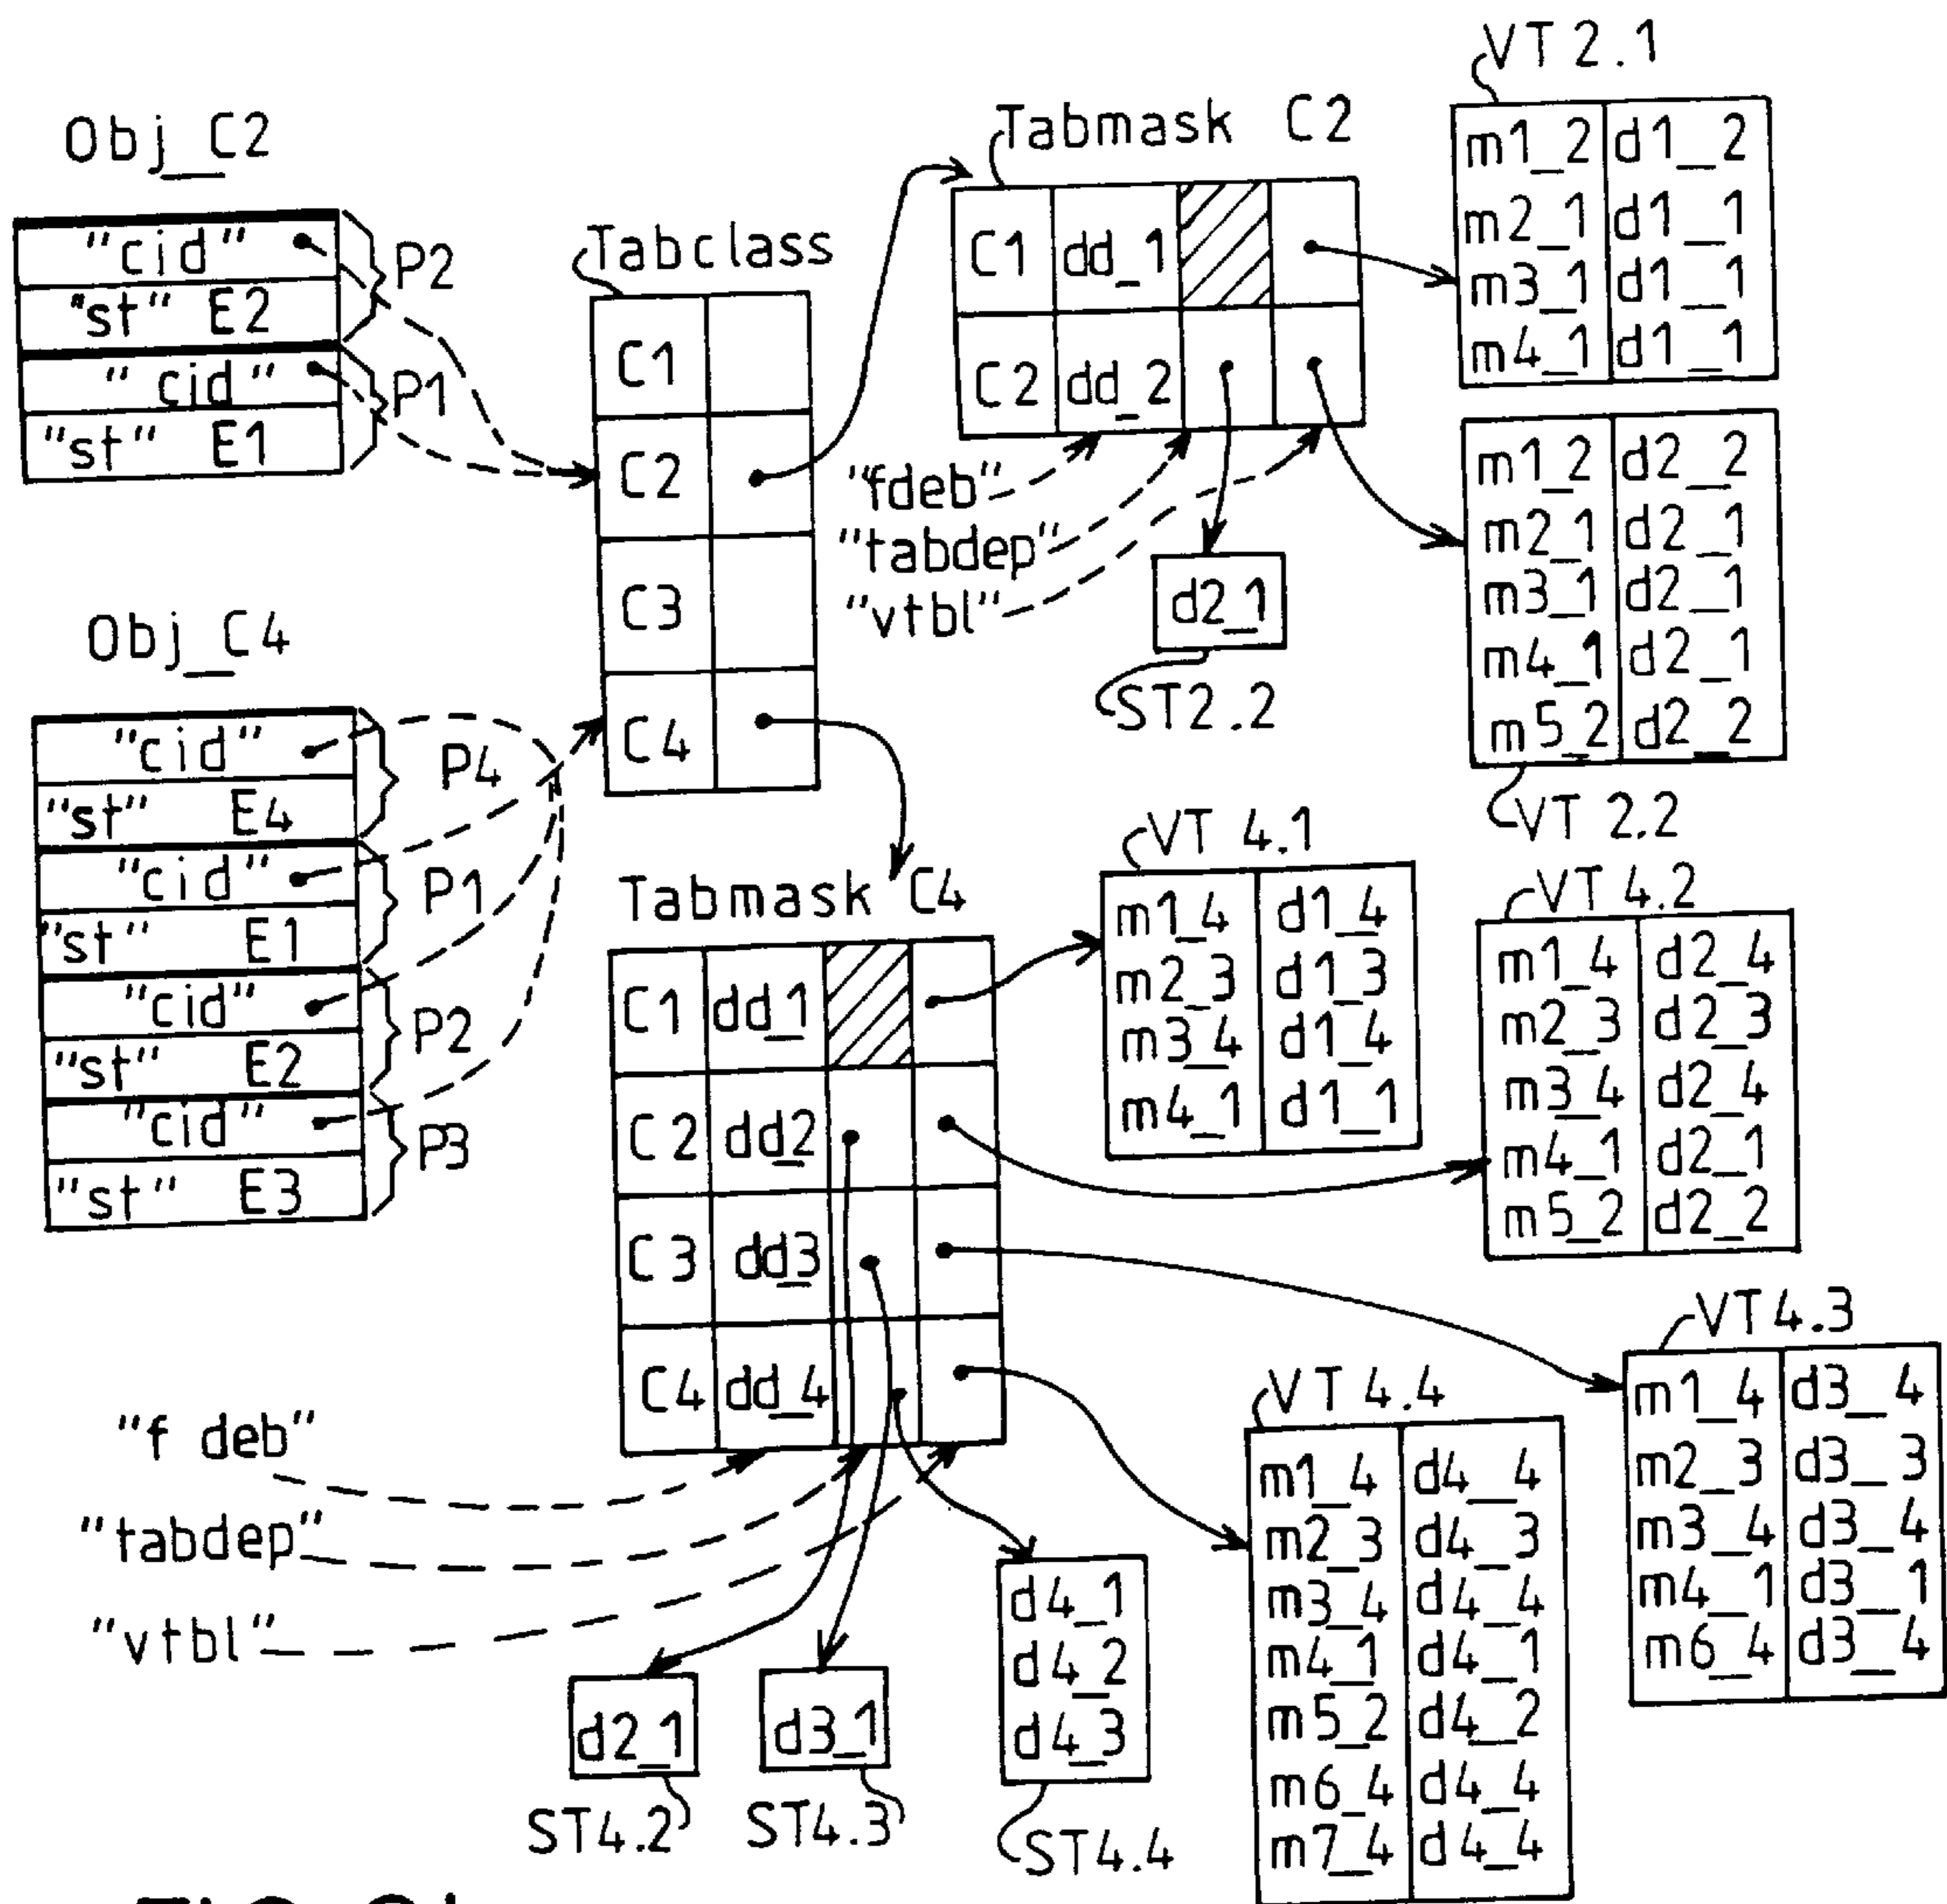 Obj_C2
"cid"
"st" E2
"cid"
"st" E1
P2
P1
Tabclass
C1
C2
C3
C4
Tabmask C2
C1 dd_1
C2 dd_2
"fdeb"
"tabdep"
"vtbl"
d2_1
ST2.2
VT2.1
m1_2 d1_2
m2_1 d1_1
m3_1 d1_1
m4_1 d1_1
m1_2 d2_2
m2_1 d2_1
m3_1 d2_1
m4_1 d2_1
m5_2 d2_2
VT 2.2
Obj_C4
"cid"
"st" E4
"cid"
"st" E1
"cid"
"st" E2
"cid"
"st" E3
P4
P1
P2
P3
Tabmask C4
C1 dd_1
C2 dd_2
C3 dd_3
C4 dd_4
"f deb"
"tabdep"
"vtbl"
VT 4.1
m1_4 d1_4
m2_3 d1_3
m3_4 d1_4
m4_1 d1_1
VT 4.2
m1_4 d2_4
m2_3 d2_3
m3_4 d2_4
m4_1 d2_1
m5_2 d2_2
VT4.3
m1_4 d3_4
m2_3 d3_3
m3_4 d3_4
m4_1 d3_1
m6_4 d3_4
VT4.4
m1_4 d4_4
m2_3 d4_3
m3_4 d4_4
m4_1 d4_1
m5_2 d4_2
m6_4 d4_4
m7_4 d4_4
d2_1
ST4.2
d3_1
ST4.3
d4_1
d4_2
d4_3
ST4.4